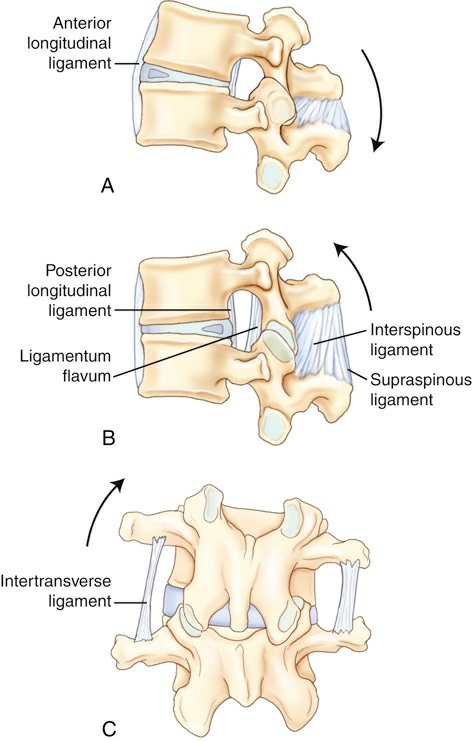 Anterior
longitudinal
ligament
A
Posterior
longitudinal
ligament
Ligamentum
flavum
Interspinous
ligament
Supraspinous
ligament
B
Intertransverse
ligament
C